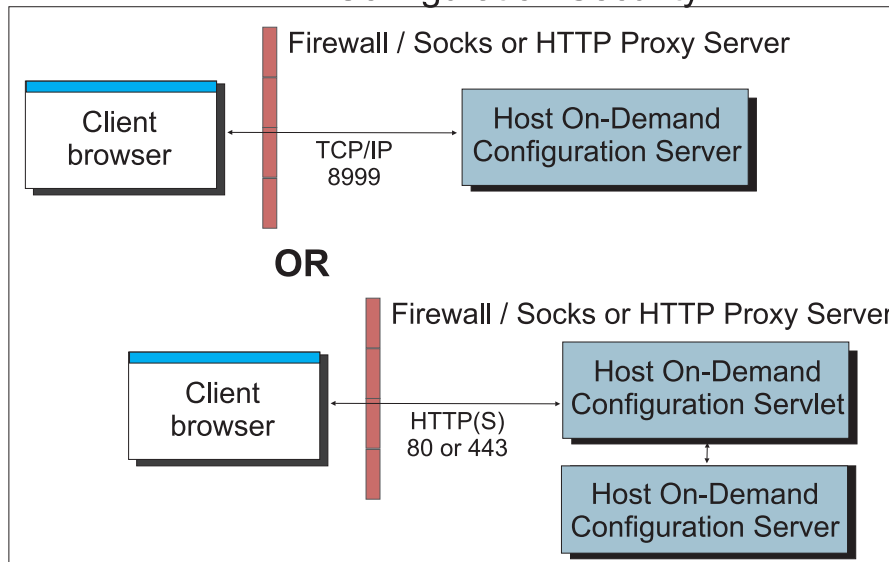 Configuration Security
Firewall / Socks or HTTP Proxy Server
Client
browser
TCP/IP
8999
Host On-Demand
Configuration Server
OR
Firewall / Socks or HTTP Proxy Server
Client
browser
HTTP(S)
80 or 443
Host On-Demand
Configuration Servlet
Host On-Demand
Configuration Server